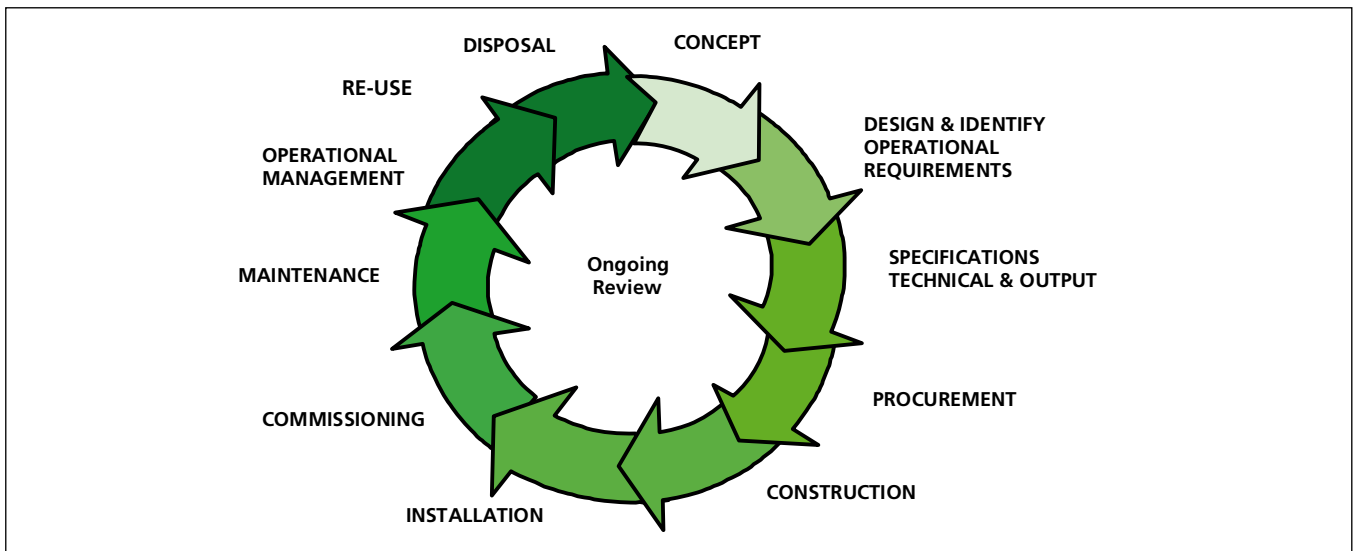 CONCEPT
DESIGN & IDENTIFY
OPERATIONAL
REQUIREMENTS
SPECIFICATIONS
TECHNICAL & OUTPUT
PROCUREMENT
CONSTRUCTION
INSTALLATION
COMMISSIONING
MAINTENANCE
OPERATIONAL
MANAGEMENT
RE-USE
DISPOSAL
Ongoing
Review